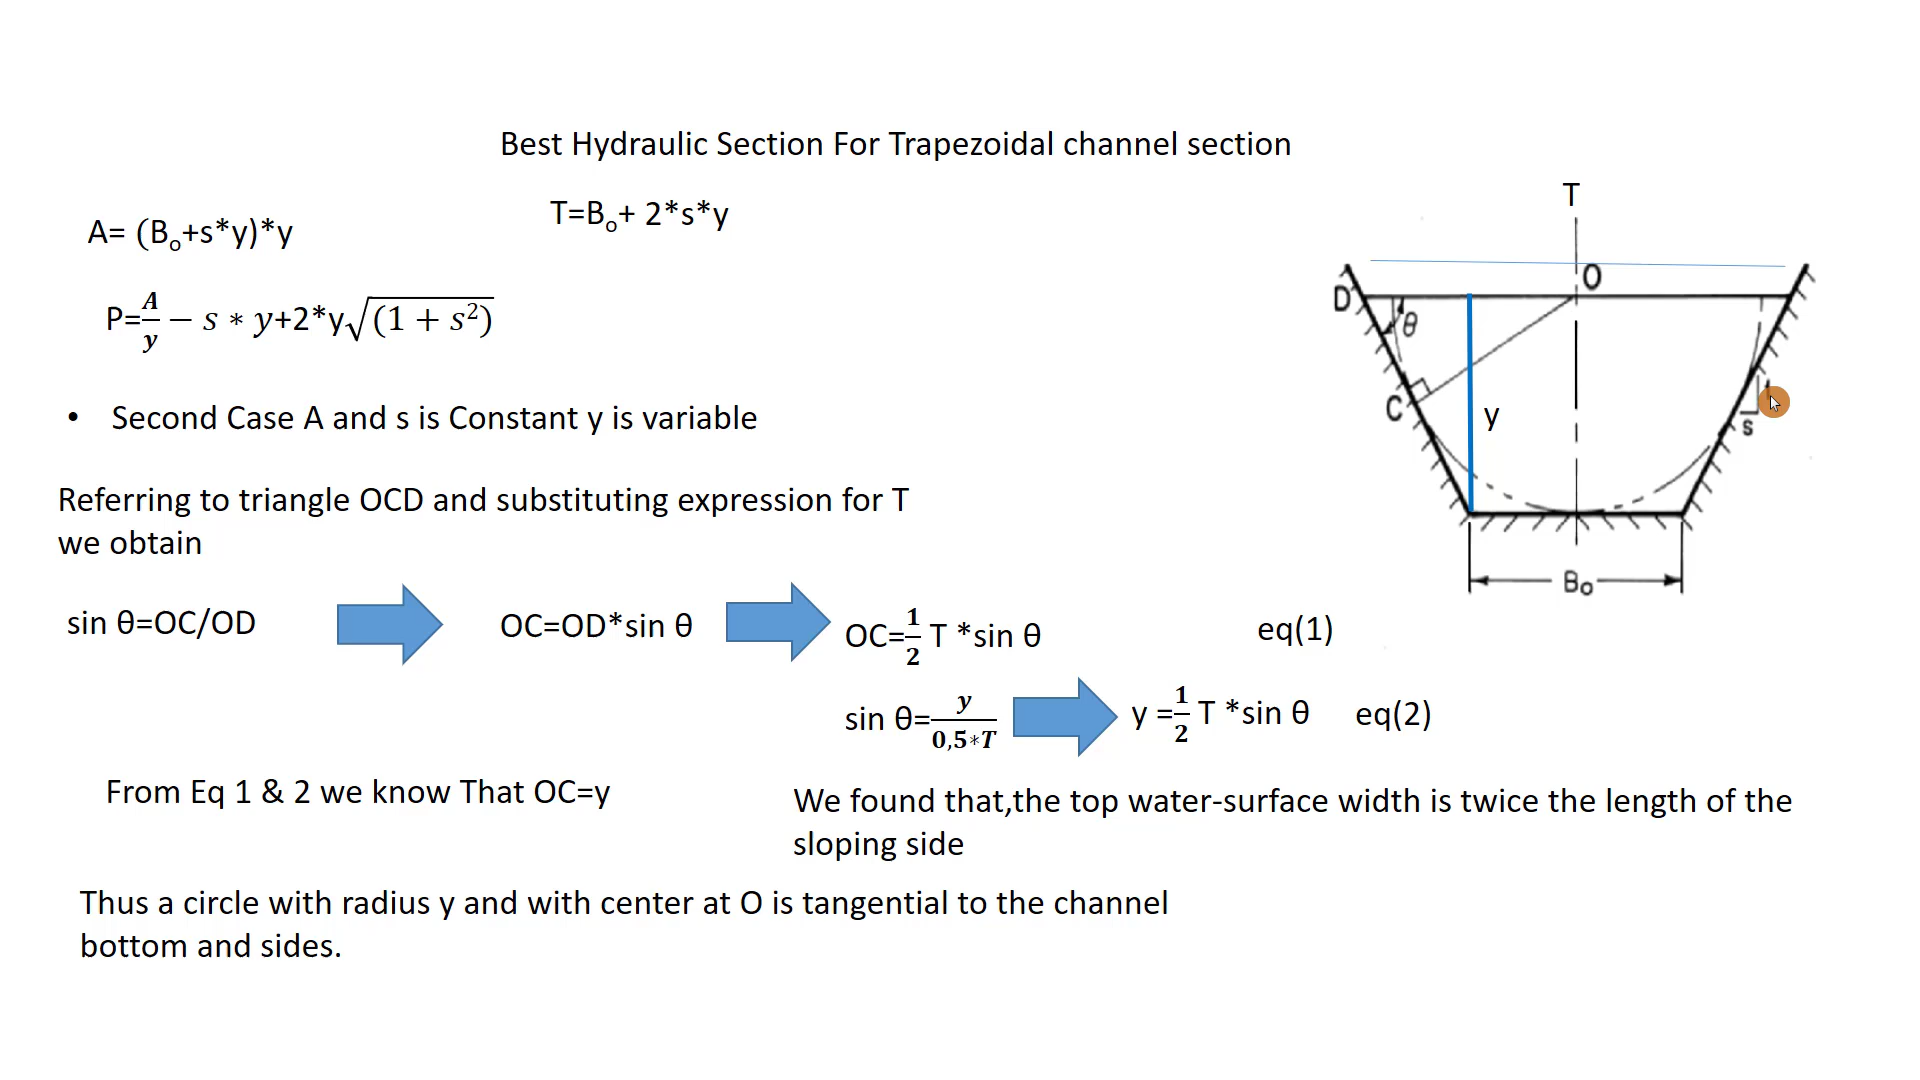 Best Hydraulic Section For Trapezoidal channel section
T
A= (Bₒ+s*y)*y
T=Bₒ+ 2*s*y
P=A/y − s ∗ y+2*y√(1 + s²)
O
D
θ
C
y
s
Bₒ
• Second Case A and s is Constant y is variable
Referring to triangle OCD and substituting expression for T
we obtain
sin θ=OC/OD
OC=OD*sin θ
OC=1/2 T *sin θ
eq(1)
sin θ=y/0,5∗T
y =1/2 T *sin θ
eq(2)
From Eq 1 & 2 we know That OC=y
We found that,the top water-surface width is twice the length of the
sloping side
Thus a circle with radius y and with center at O is tangential to the channel
bottom and sides.